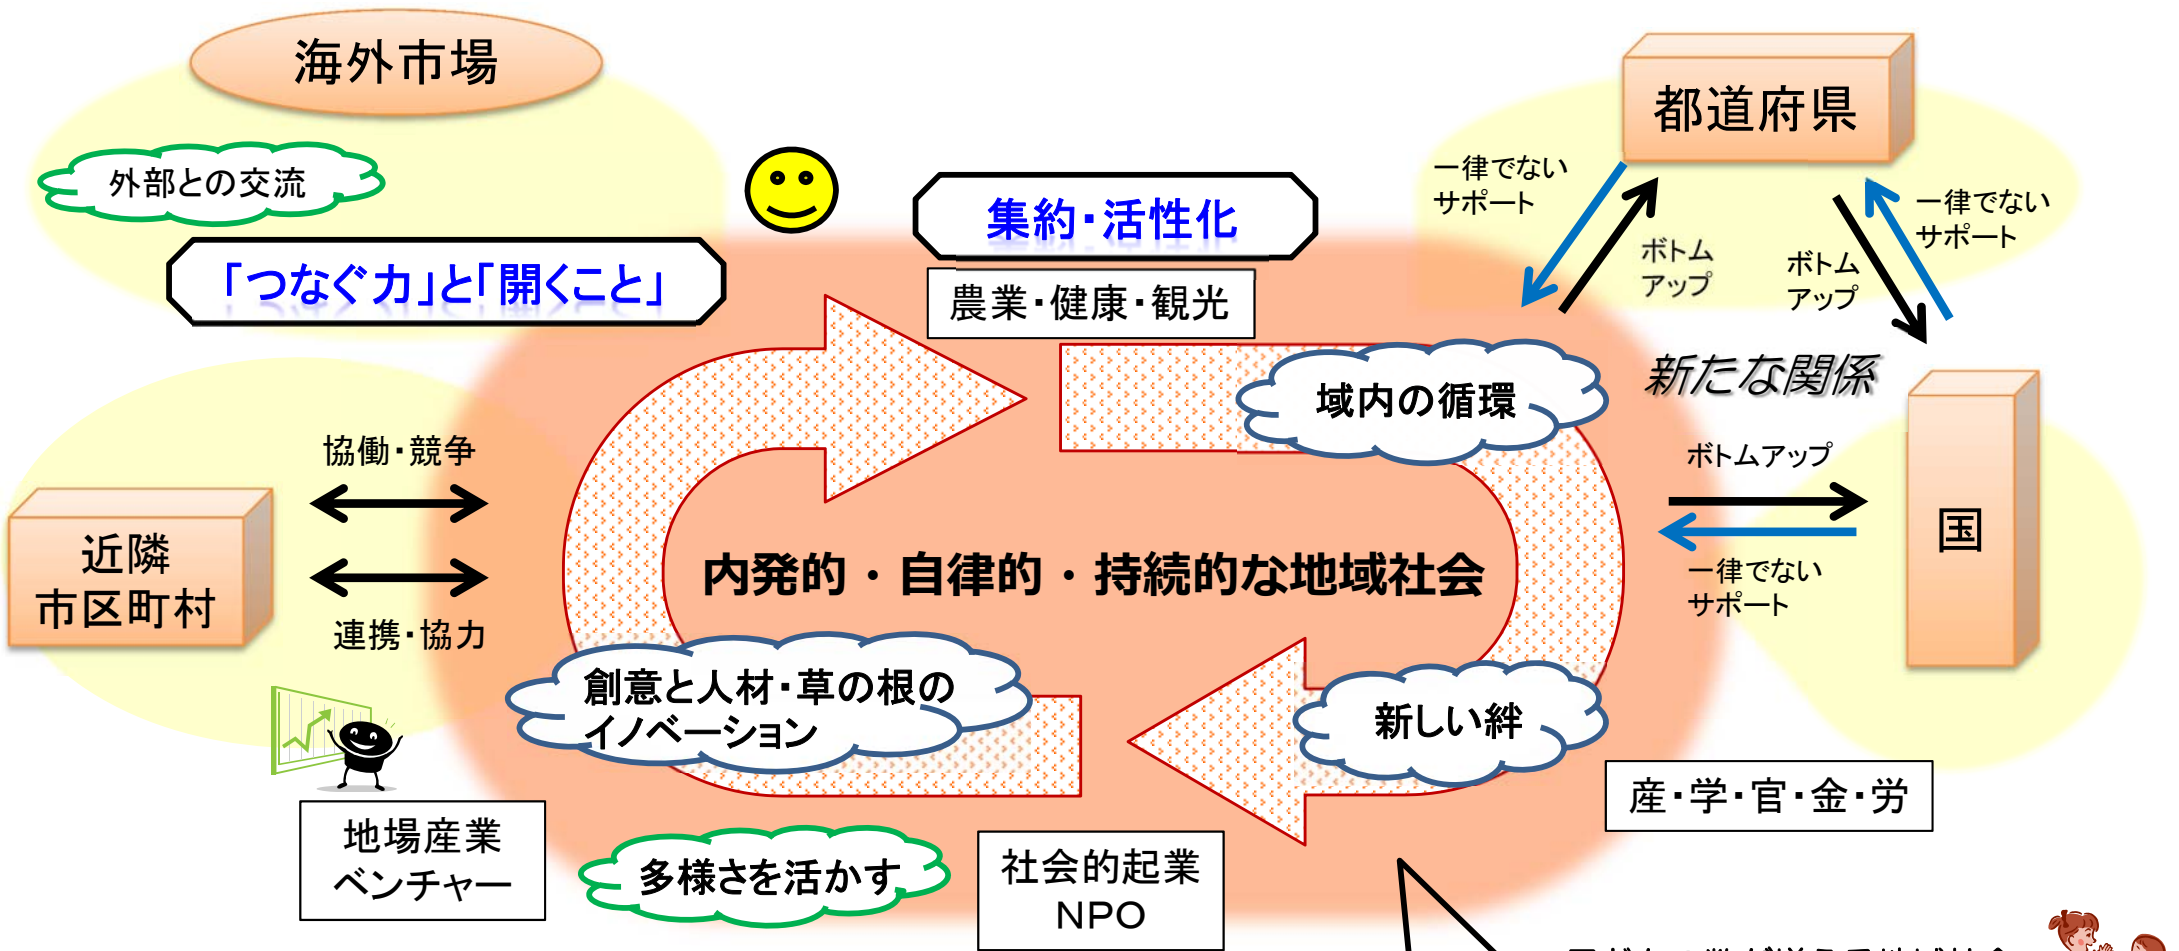 海外市場
都道府県
外部との交流
「つなぐ力」と「開くこと」
集約・活性化
農業・健康・観光
一律でない
サポート
ボトム
アップ
ボトム
アップ
一律でない
サポート
域内の循環
新たな関係
協働・競争
連携・協力
近隣
市区町村
内発的・自律的・持続的な地域社会
ボトムアップ
一律でない
サポート
国
創意と人材・草の根の
イノベーション
新しい絆
産・学・官・金・労
地場産業
ベンチャー
多様さを活かす
社会的起業
NPO